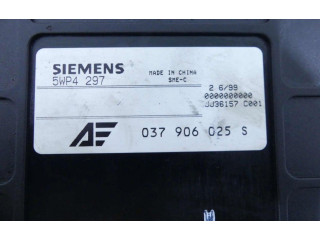 SIEMENS
5WP4 297
MADE IN CHINA
SME-C
2 6/99
0000000000
JJ36157 C001
037 906 025 S